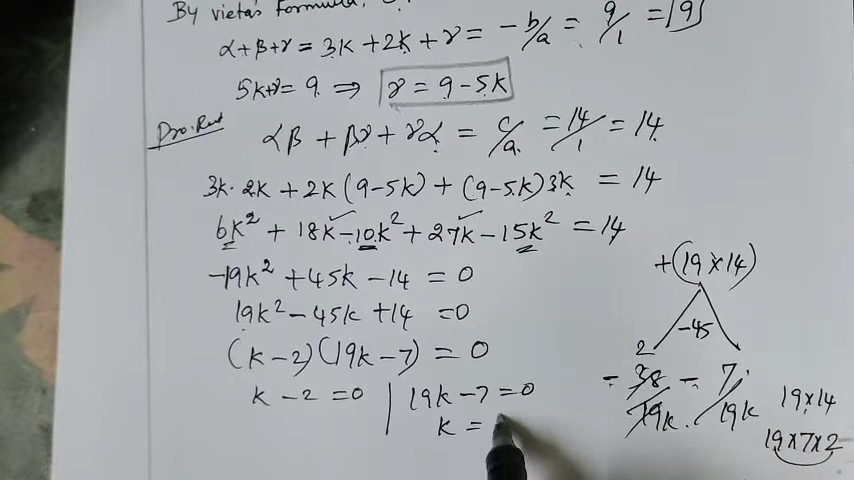 By Vieta's Formula,
α+β+γ = 3k + 2k + γ = -b/a = 9/1 = 9
5k+γ = 9 ⇒ γ = 9-5k
Pro.Rut
αβ + βγ + γα = c/a = 14/1 = 14
3k·2k + 2k(9-5k) + (9-5k)3k = 14
6k² + 18k - 10k² + 27k - 15k² = 14
-19k² + 45k - 14 = 0
19k² - 45k + 14 = 0
(k-2)(19k-7) = 0
k - 2 = 0 | 19k - 7 = 0
k =
+(19×14)
-45
2
- 38 - 7
19k 19k
19×14
19×7×2